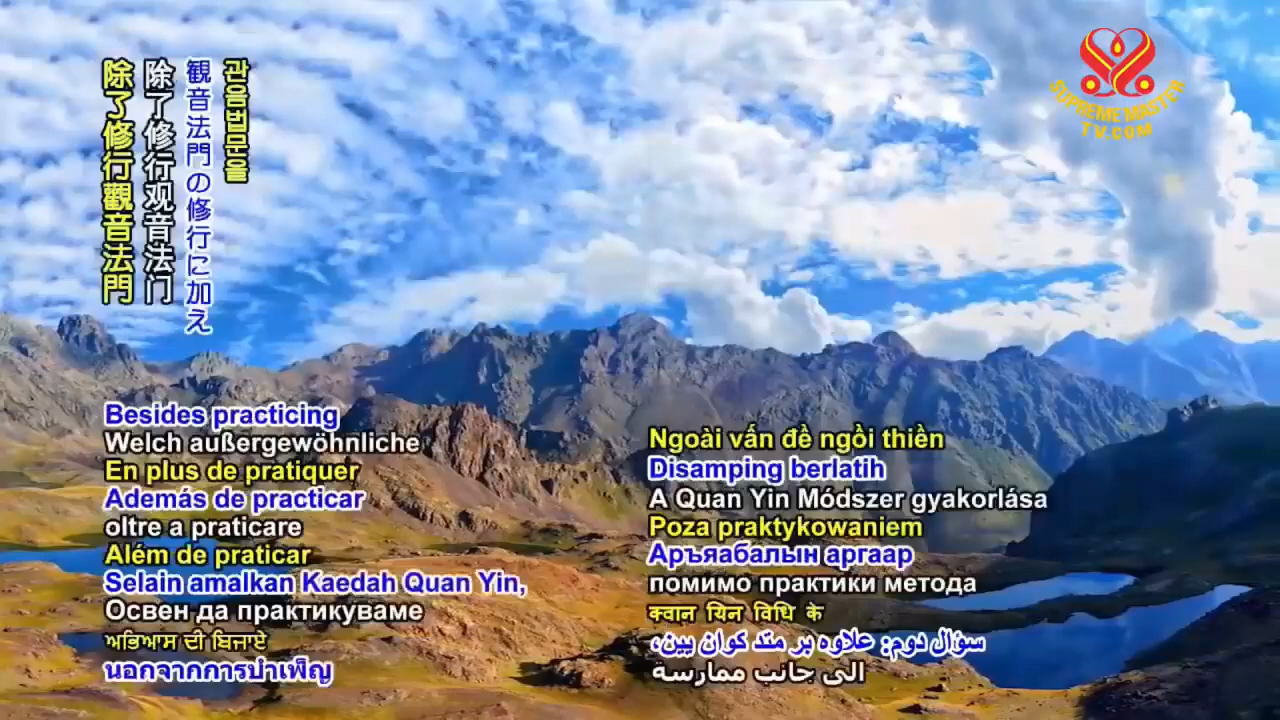 SUPREME MASTER
TV.COM
관음법문을
観音法門の修行に加え
除了修行观音法门
除了修行觀音法門
Besides practicing
Welch außergewöhnliche
En plus de pratiquer
Además de practicar
oltre a praticare
Além de praticar
Selain amalkan Kaedah Quan Yin,
Освен да практикуваме
ਅਭਿਆਸ ਦੀ ਬਿਜਾਏ
นอกจากการบำเพ็ญ
Ngoài vấn đề ngồi thiền
Disamping berlatih
A Quan Yin Módszer gyakorlása
Poza praktykowaniem
Аръяабалын аргаар
помимо практики метода
क्वान यिन विधि के
سؤال دوم: علاوه بر متد کوان یین،
الى جانب ممارسة